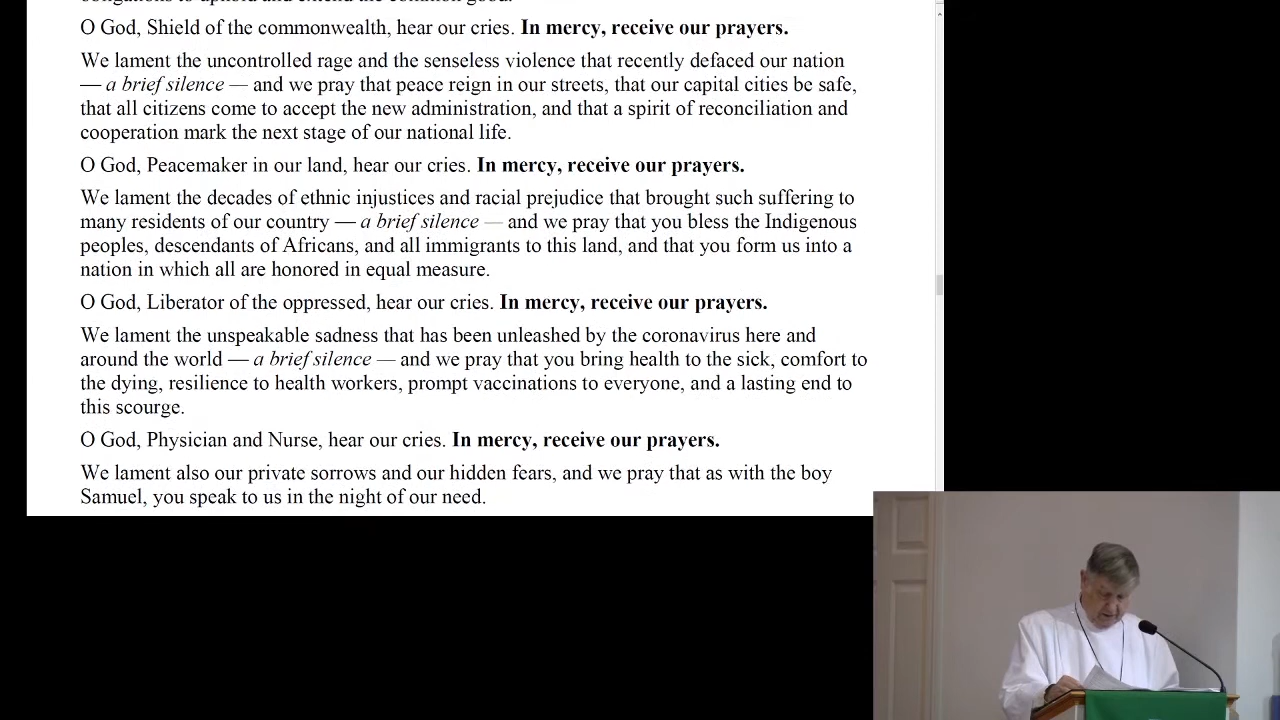 obligations to uphold and extend the common good.
O God, Shield of the commonwealth, hear our cries. In mercy, receive our prayers.
We lament the uncontrolled rage and the senseless violence that recently defaced our nation
— a brief silence — and we pray that peace reign in our streets, that our capital cities be safe,
that all citizens come to accept the new administration, and that a spirit of reconciliation and
cooperation mark the next stage of our national life.
O God, Peacemaker in our land, hear our cries. In mercy, receive our prayers.
We lament the decades of ethnic injustices and racial prejudice that brought such suffering to
many residents of our country — a brief silence — and we pray that you bless the Indigenous
peoples, descendants of Africans, and all immigrants to this land, and that you form us into a
nation in which all are honored in equal measure.
O God, Liberator of the oppressed, hear our cries. In mercy, receive our prayers.
We lament the unspeakable sadness that has been unleashed by the coronavirus here and
around the world — a brief silence — and we pray that you bring health to the sick, comfort to
the dying, resilience to health workers, prompt vaccinations to everyone, and a lasting end to
this scourge.
O God, Physician and Nurse, hear our cries. In mercy, receive our prayers.
We lament also our private sorrows and our hidden fears, and we pray that as with the boy
Samuel, you speak to us in the night of our need.